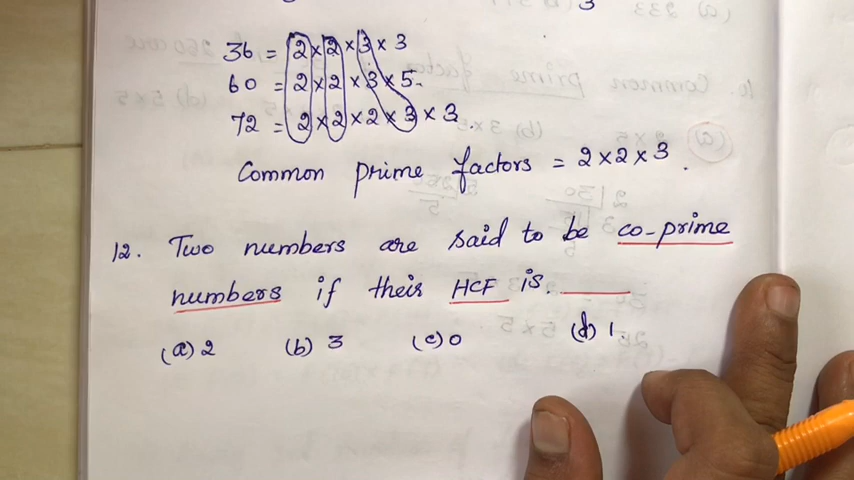 36 = 2 × 2 × 3 × 3
60 = 2 × 2 × 3 × 5.
72 = 2 × 2 × 2 × 3 × 3.
Common prime factors = 2 × 2 × 3.
12. Two numbers are said to be co-prime
numbers if their HCF is. ______
(a) 2 (b) 3 (c) 0 (d) 1